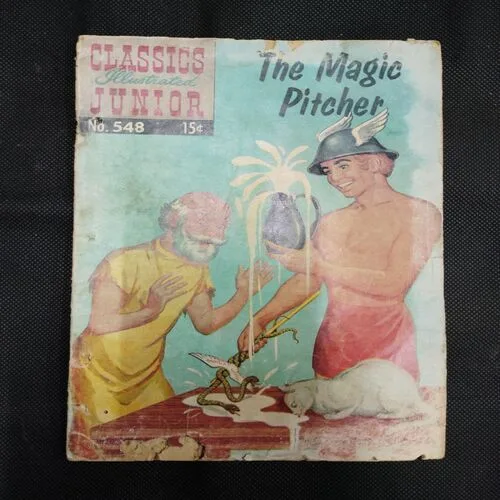 CLASSICS
Illustrated
JUNIOR
No. 548 15¢
The Magic
Pitcher